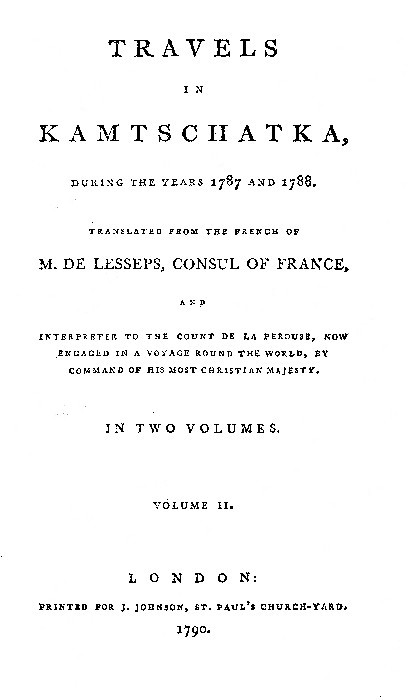 TRAVELS
IN
KAMTSCHATKA,
DURING THE YEARS 1787 AND 1788.
TRANSLATED FROM THE FRENCH OF
M. DE LESSEPS, CONSUL OF FRANCE,
AND
INTERPRETER TO THE COUNT DE LA PEROUSE, NOW
ENGAGED IN A VOYAGE ROUND THE WORLD, BY
COMMAND OF HIS MOST CHRISTIAN MAJESTY.
IN TWO VOLUMES.
VOLUME II.
LONDON:
PRINTED FOR J. JOHNSON, ST. PAUL'S CHURCH-YARD.
1790.